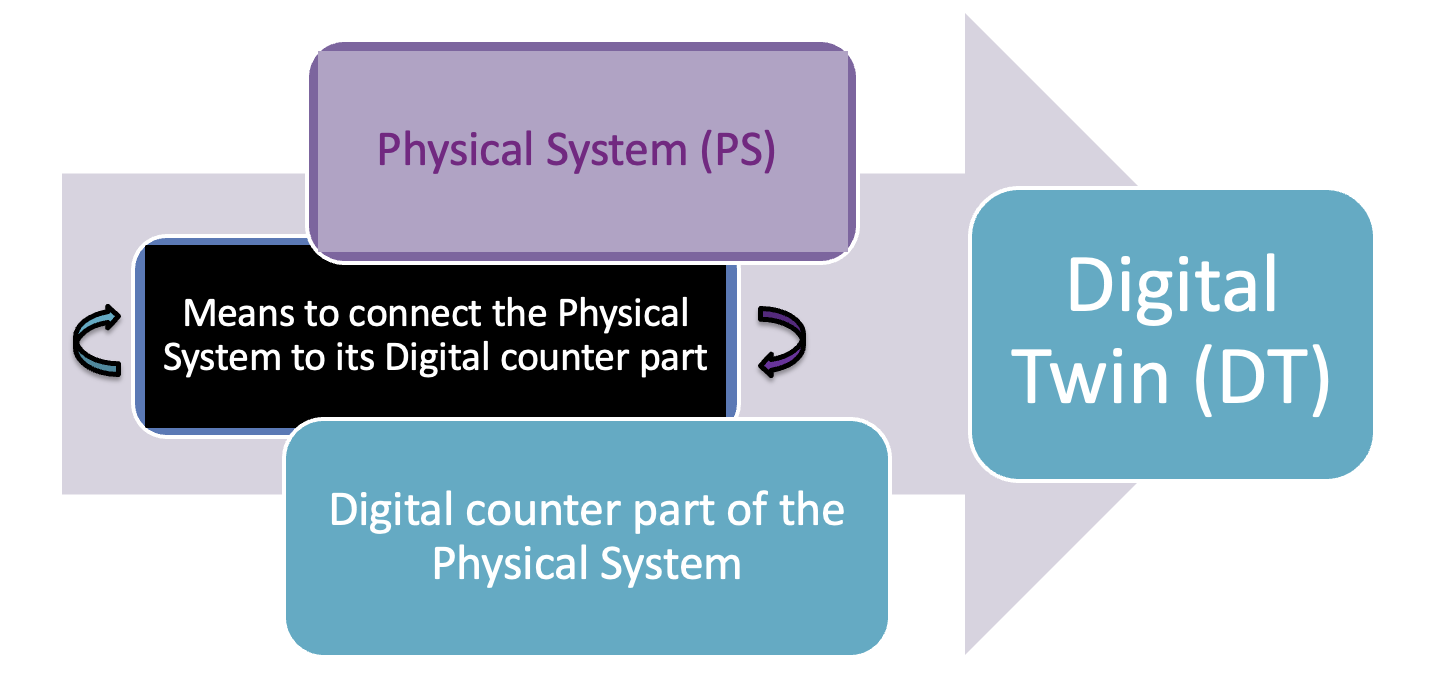 Physical System (PS)
Means to connect the Physical
System to its Digital counter part
Digital counter part of the
Physical System
Digital
Twin (DT)